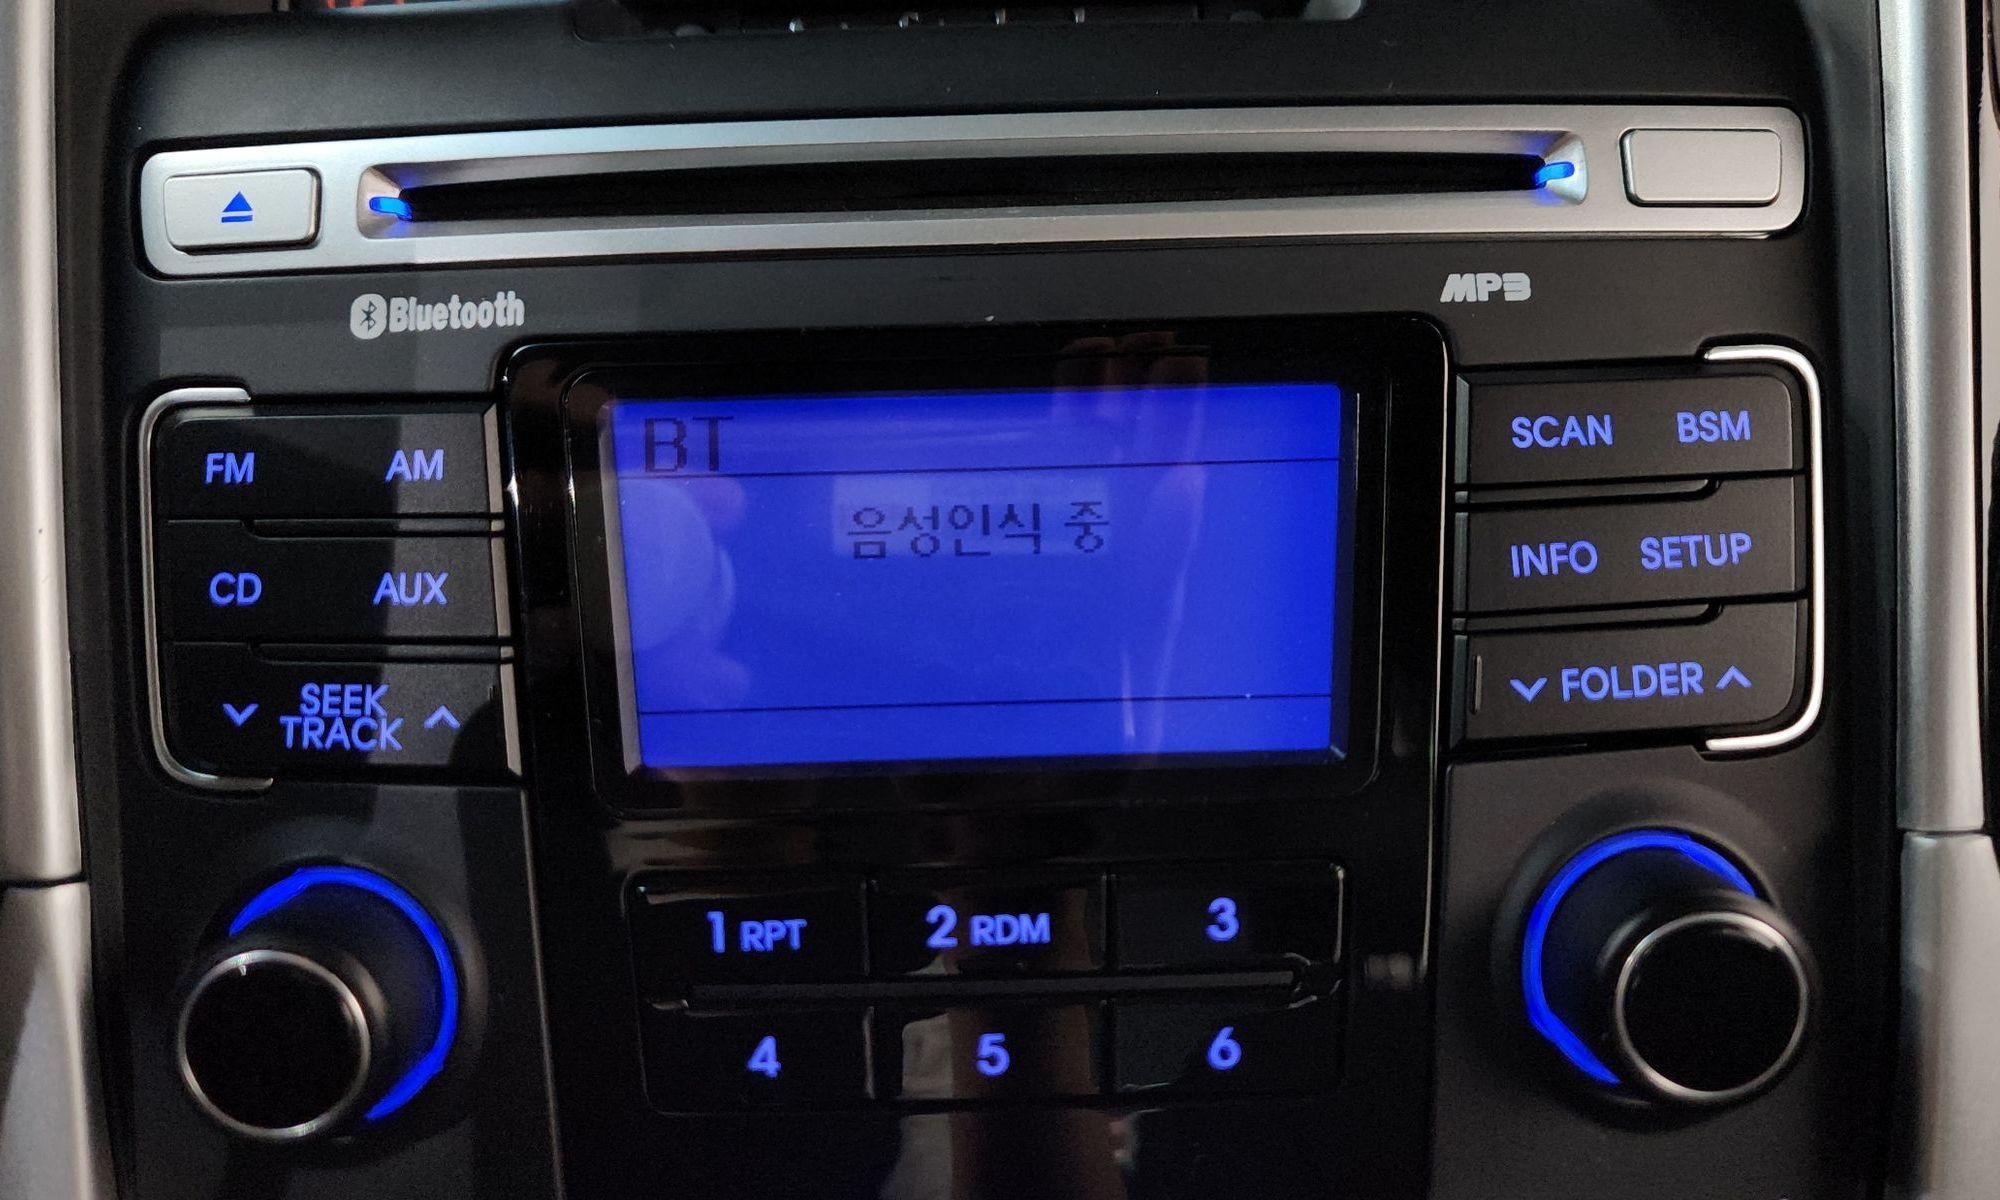 Bluetooth
MP3
FM AM
CD AUX
SEEK
TRACK
BT
음성인식 중
SCAN BSM
INFO SETUP
FOLDER
1 RPT 2 RDM 3
4 5 6